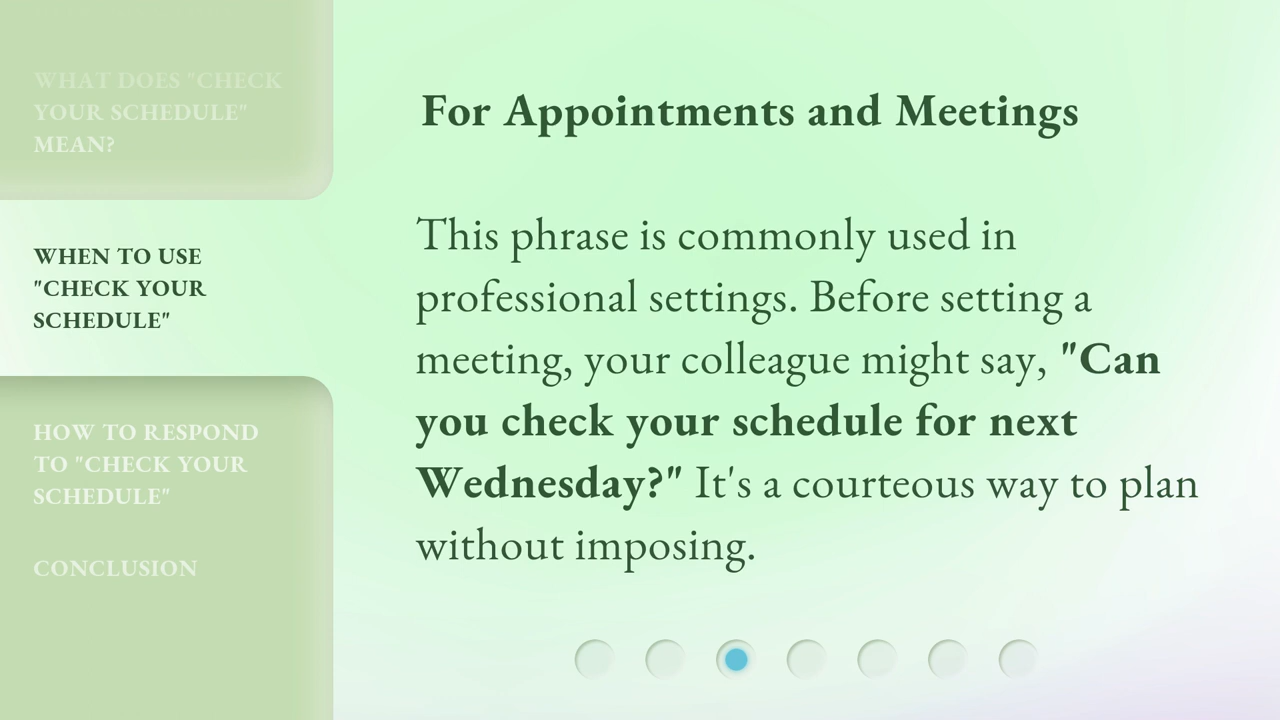 WHAT DOES "CHECK
YOUR SCHEDULE"
MEAN?
WHEN TO USE
"CHECK YOUR
SCHEDULE"
HOW TO RESPOND
TO "CHECK YOUR
SCHEDULE"
CONCLUSION
For Appointments and Meetings
This phrase is commonly used in
professional settings. Before setting a
meeting, your colleague might say, "Can
you check your schedule for next
Wednesday?" It's a courteous way to plan
without imposing.